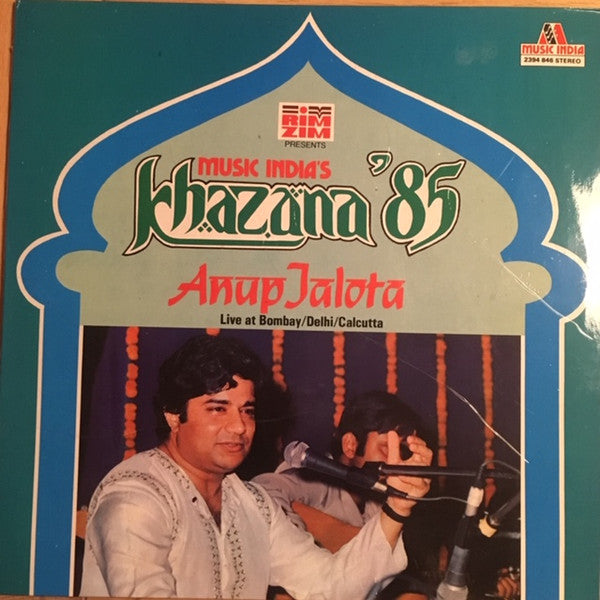 MUSIC INDIA
2394 846 STEREO
RIM
ZIM
PRESENTS
MUSIC INDIA'S
khazana '85
Anup Jalota
Live at Bombay/Delhi/Calcutta